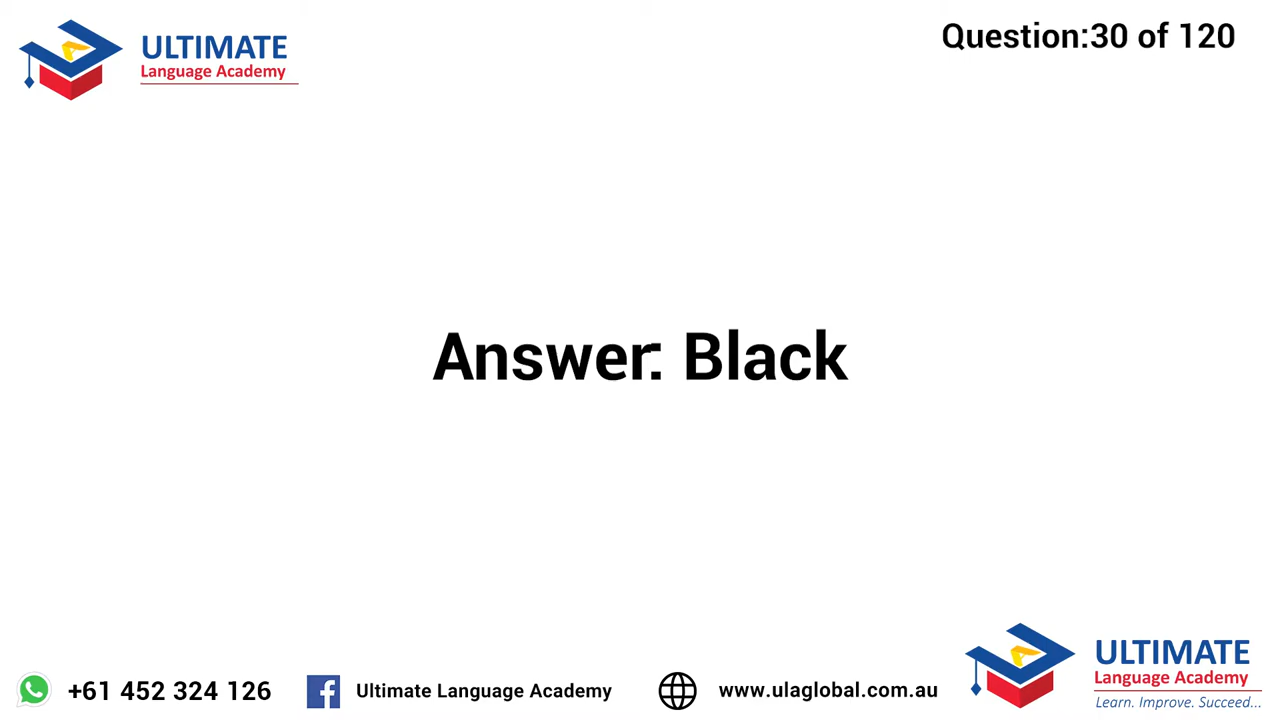 ULTIMATE
Language Academy
Question:30 of 120
Answer: Black
+61 452 324 126
Ultimate Language Academy
www.ulaglobal.com.au
ULTIMATE
Language Academy
Learn. Improve. Succeed...